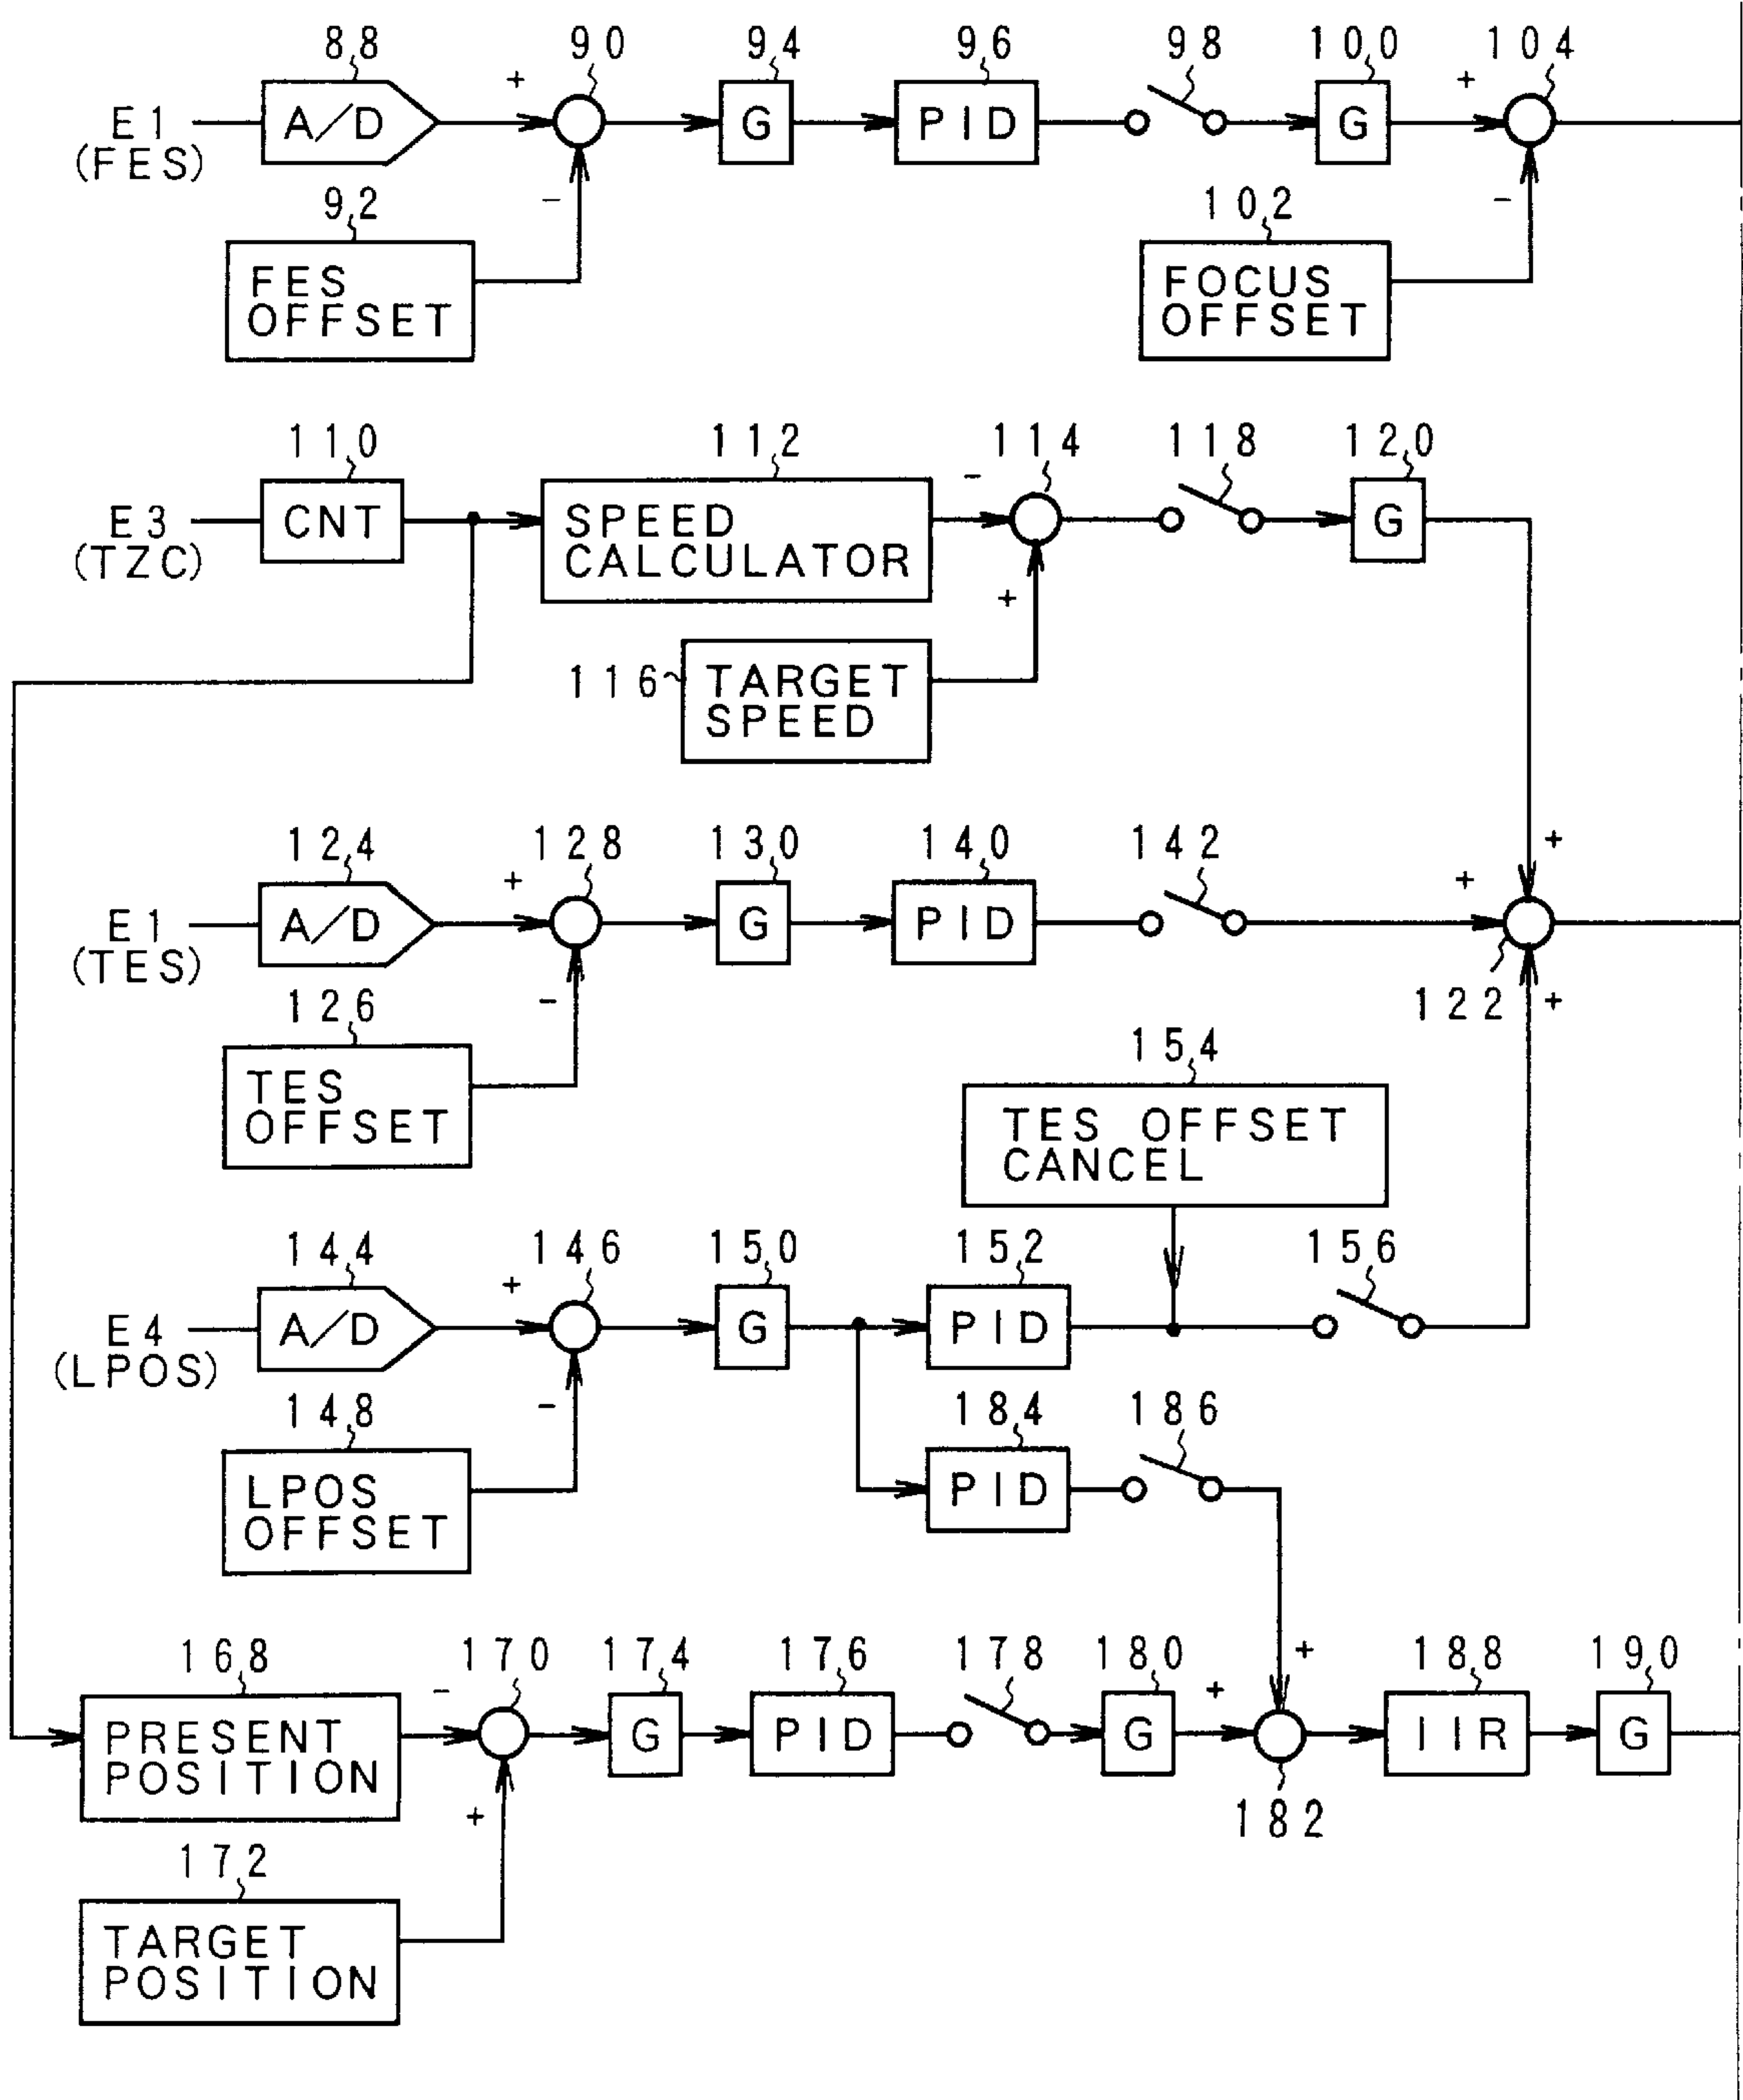 88 90 94 96 98 100 104
+ +
E1 A/D G PID G
(FES)
92 - 102 -
FES FOCUS
OFFSET OFFSET
110 112 114 118 120
-
E3 CNT SPEED G
(TZC) CALCULATOR
+
116 TARGET
SPEED
124 128 130 140 142 +
+ +
E1 A/D G PID
(TES)
126 - 122 +
154
TES TES OFFSET
OFFSET CANCEL
144 146 150 152 156
+
E4 A/D G PID
(LPOS)
148 - 184 186
LPOS PID
OFFSET
168 170 174 176 178 180 + 188 190
- +
PRESENT G PID G IIR G
POSITION
+ 182
172
TARGET
POSITION